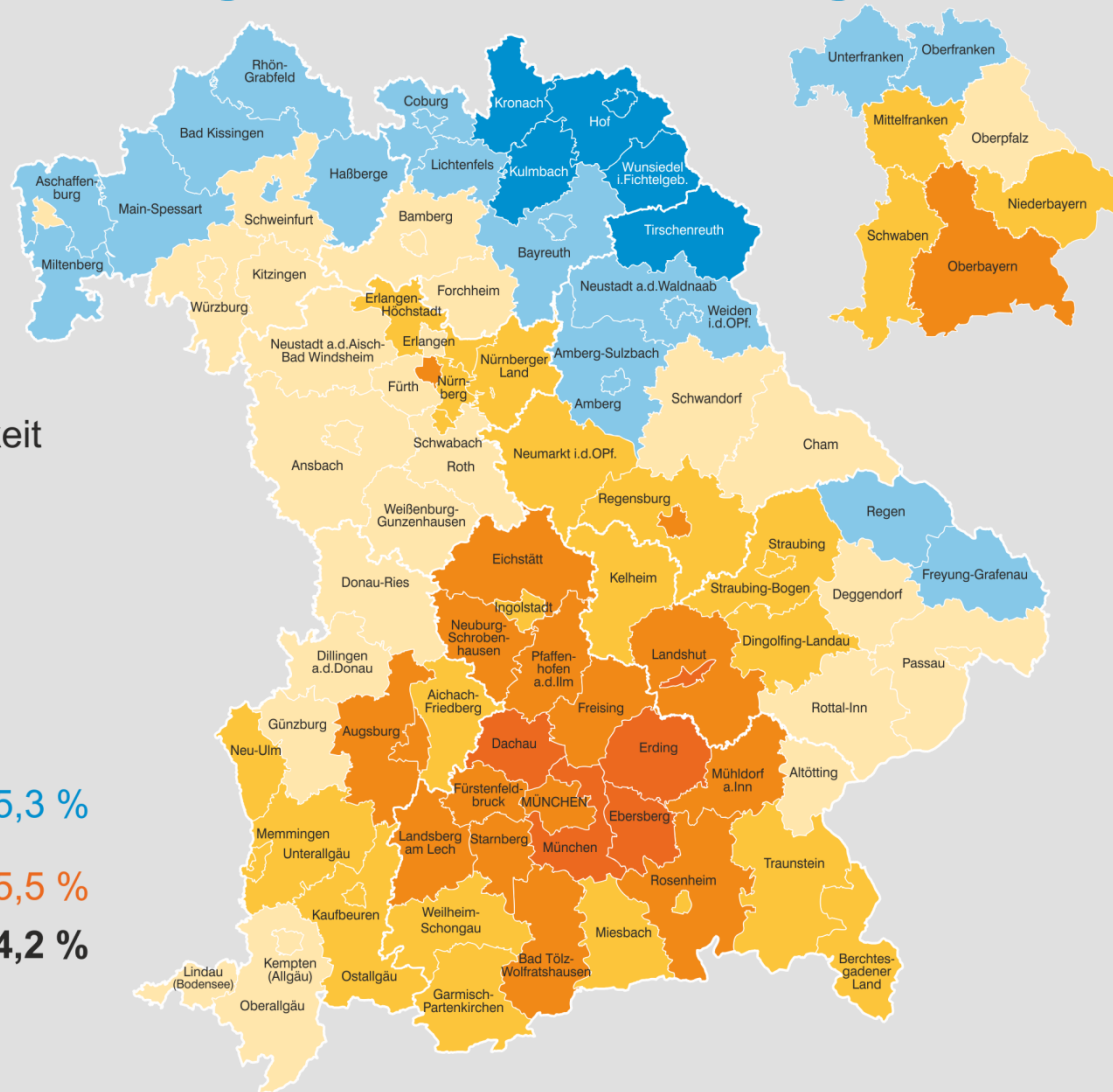 Rhön-
Grabfeld
Coburg
Kronach
Hof
Bad Kissingen
Lichtenfels
Kulmbach
Wunsiedel
i.Fichtelgeb.
Haßberge
Aschaffen-
burg
Main-Spessart
Schweinfurt
Bamberg
Tirschenreuth
Bayreuth
Miltenberg
Kitzingen
Würzburg
Forchheim
Neustadt a.d.Waldnaab
Weiden
i.d.OPf.
Erlangen-
Höchstadt
Erlangen
Neustadt a.d.Aisch-
Bad Windsheim
Nürnberger
Land
Amberg-Sulzbach
Fürth
Nürn-
berg
Amberg
Schwandorf
Schwabach
Roth
Ansbach
Neumarkt i.d.OPf.
Cham
Weißenburg-
Gunzenhausen
Regensburg
Regen
Eichstätt
Straubing
Kelheim
Donau-Ries
Freyung-Grafenau
Straubing-Bogen
Deggendorf
Ingolstadt
Neuburg-
Schroben-
hausen
Pfaffen-
hofen
a.d.Ilm
Dingolfing-Landau
Landshut
Dillingen
a.d.Donau
Passau
Aichach-
Friedberg
Freising
Rottal-Inn
Günzburg
Augsburg
Neu-Ulm
Dachau
Erding
Mühldorf
a.Inn
Altötting
Fürstenfeld-
bruck
MÜNCHEN
Ebersberg
Memmingen
Unterallgäu
Landsberg
am Lech
Starnberg
München
Traunstein
Rosenheim
Kaufbeuren
Weilheim-
Schongau
Miesbach
Bad Tölz-
Wolfratshausen
Berchtes-
gadener
Land
Lindau
(Bodensee)
Kempten
(Allgäu)
Ostallgäu
Garmisch-
Partenkirchen
Oberallgäu
Unterfranken
Oberfranken
Mittelfranken
Oberpfalz
Niederbayern
Schwaben
Oberbayern
eit
5,3 %
5,5 %
4,2 %